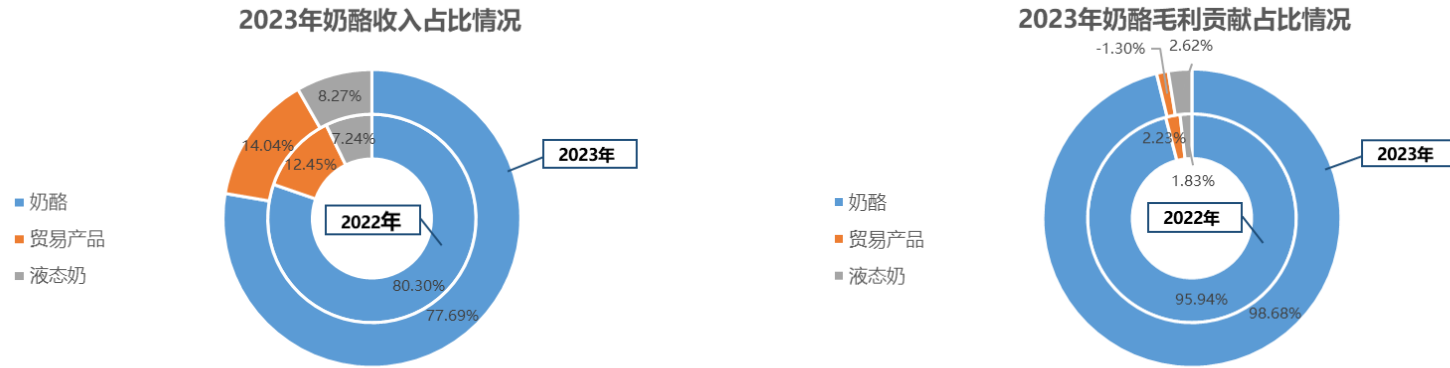 2023年奶酪收入占比情况
8.27%
14.04%
7.24%
12.45%
2023年
2022年
80.30%
77.69%
奶酪
贸易产品
液态奶
2023年奶酪毛利贡献占比情况
-1.30%
2.62%
2.23%
1.83%
2023年
2022年
95.94%
98.68%
奶酪
贸易产品
液态奶